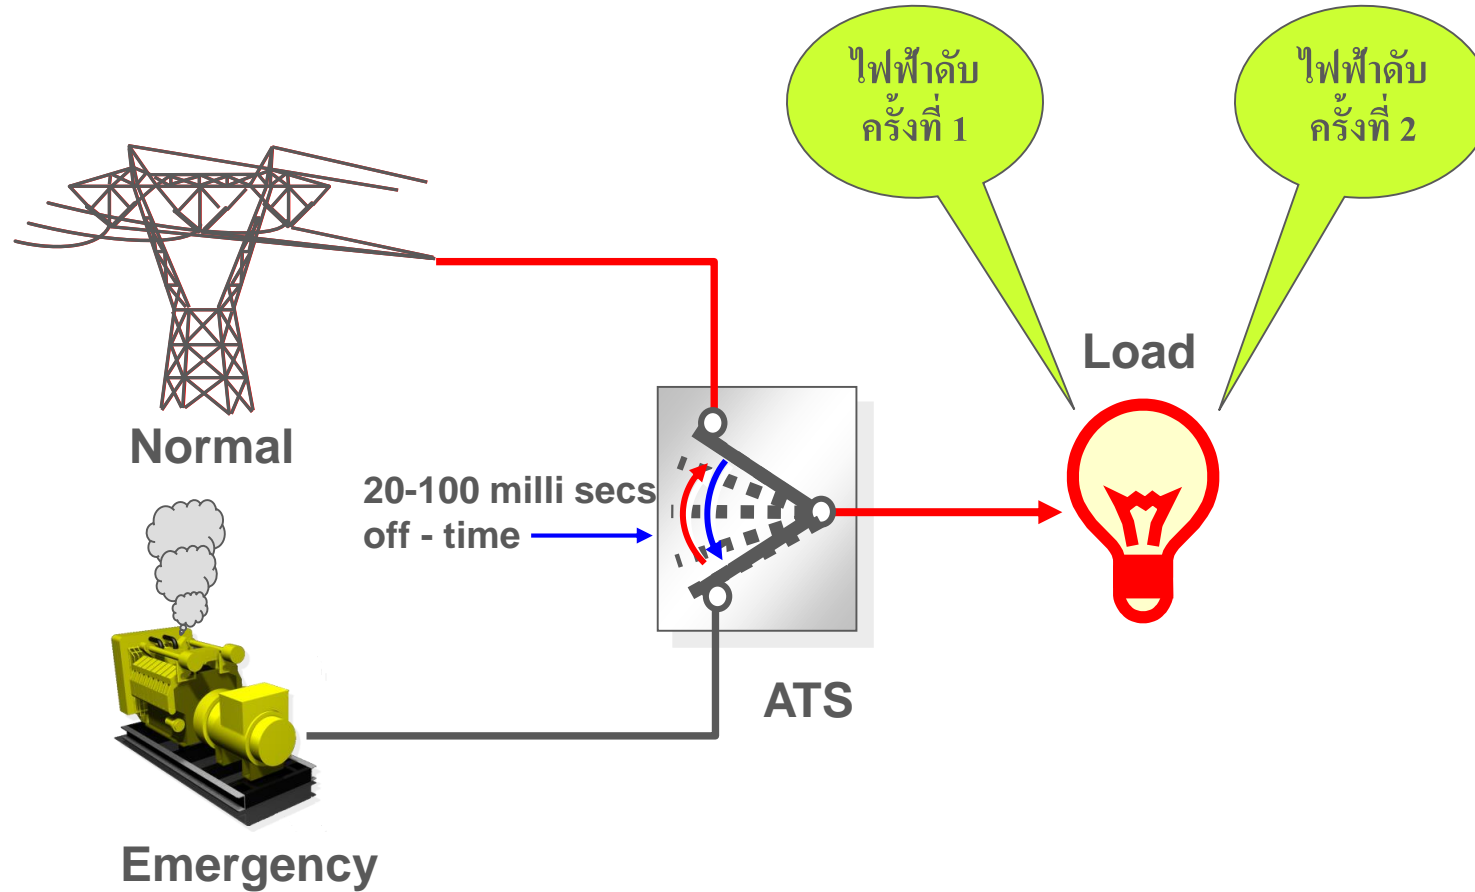 ไฟฟ้าดับ
ครั้งที่ 1
ไฟฟ้าดับ
ครั้งที่ 2
Load
Normal
20-100 milli secs
off - time
ATS
Emergency